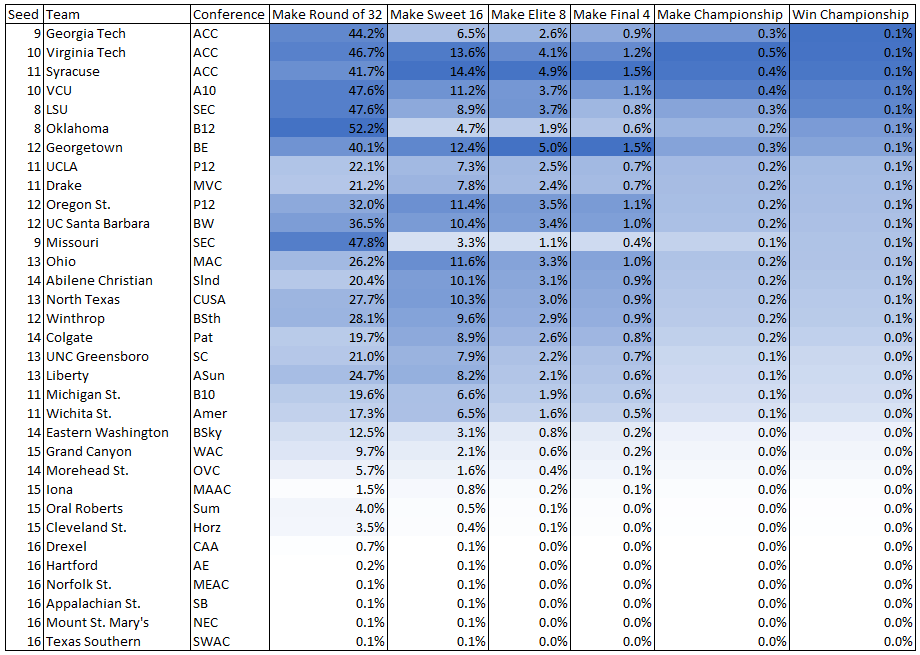 Seed Team Conference Make Round of 32 Make Sweet 16 Make Elite 8 Make Final 4 Make Championship Win Championship
9 Georgia Tech ACC 44.2% 6.5% 2.6% 0.9% 0.3% 0.1%
10 Virginia Tech ACC 46.7% 13.6% 4.1% 1.2% 0.5% 0.1%
11 Syracuse ACC 41.7% 14.4% 4.9% 1.5% 0.4% 0.1%
10 VCU A10 47.6% 11.2% 3.7% 1.1% 0.4% 0.1%
8 LSU SEC 47.6% 8.9% 3.7% 0.8% 0.3% 0.1%
8 Oklahoma B12 52.2% 4.7% 1.9% 0.6% 0.2% 0.1%
12 Georgetown BE 40.1% 12.4% 5.0% 1.5% 0.3% 0.1%
11 UCLA P12 22.1% 7.3% 2.5% 0.7% 0.2% 0.1%
11 Drake MVC 21.2% 7.8% 2.4% 0.7% 0.2% 0.1%
12 Oregon St. P12 32.0% 11.4% 3.5% 1.1% 0.2% 0.1%
12 UC Santa Barbara BW 36.5% 10.4% 3.4% 1.0% 0.2% 0.1%
9 Missouri SEC 47.8% 3.3% 1.1% 0.4% 0.1% 0.1%
13 Ohio MAC 26.2% 11.6% 3.3% 1.0% 0.2% 0.1%
14 Abilene Christian Slnd 20.4% 10.1% 3.1% 0.9% 0.2% 0.1%
13 North Texas CUSA 27.7% 10.3% 3.0% 0.9% 0.2% 0.1%
12 Winthrop BSth 28.1% 9.6% 2.9% 0.9% 0.2% 0.1%
14 Colgate Pat 19.7% 8.9% 2.6% 0.8% 0.2% 0.0%
13 UNC Greensboro SC 21.0% 7.9% 2.2% 0.7% 0.1% 0.0%
13 Liberty ASun 24.7% 8.2% 2.1% 0.6% 0.1% 0.0%
11 Michigan St. B10 19.6% 6.6% 1.9% 0.6% 0.1% 0.0%
11 Wichita St. Amer 17.3% 6.5% 1.6% 0.5% 0.1% 0.0%
14 Eastern Washington BSky 12.5% 3.1% 0.8% 0.2% 0.0% 0.0%
15 Grand Canyon WAC 9.7% 2.1% 0.6% 0.2% 0.0% 0.0%
14 Morehead St. OVC 5.7% 1.6% 0.4% 0.1% 0.0% 0.0%
15 Iona MAAC 1.5% 0.8% 0.2% 0.1% 0.0% 0.0%
15 Oral Roberts Sum 4.0% 0.5% 0.1% 0.0% 0.0% 0.0%
15 Cleveland St. Horz 3.5% 0.4% 0.1% 0.0% 0.0% 0.0%
16 Drexel CAA 0.7% 0.1% 0.0% 0.0% 0.0% 0.0%
16 Hartford AE 0.2% 0.1% 0.0% 0.0% 0.0% 0.0%
16 Norfolk St. MEAC 0.1% 0.1% 0.0% 0.0% 0.0% 0.0%
16 Appalachian St. SB 0.1% 0.1% 0.0% 0.0% 0.0% 0.0%
16 Mount St. Mary's NEC 0.1% 0.1% 0.0% 0.0% 0.0% 0.0%
16 Texas Southern SWAC 0.1% 0.1% 0.0% 0.0% 0.0% 0.0%